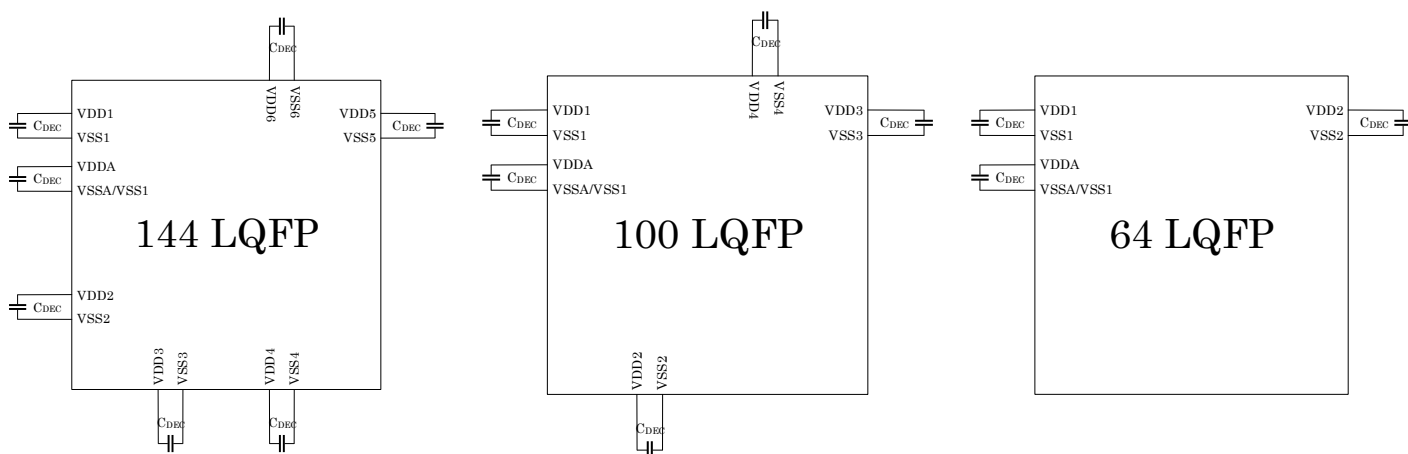 CDEC
VDD6
VSS6
VDD1
CDEC
VSS1
VDD5
CDEC
VSS5
VDDA
CDEC
VSSA/VSS1
144 LQFP
VDD2
CDEC
VSS2
VDD3
VSS3
VDD4
VSS4
CDEC
CDEC
CDEC
VDD4
VSS4
VDD1
CDEC
VSS1
VDD3
CDEC
VSS3
VDDA
CDEC
VSSA/VSS1
100 LQFP
VDD2
VSS2
CDEC
VDD1
CDEC
VSS1
VDD2
CDEC
VSS2
VDDA
CDEC
VSSA/VSS1
64 LQFP